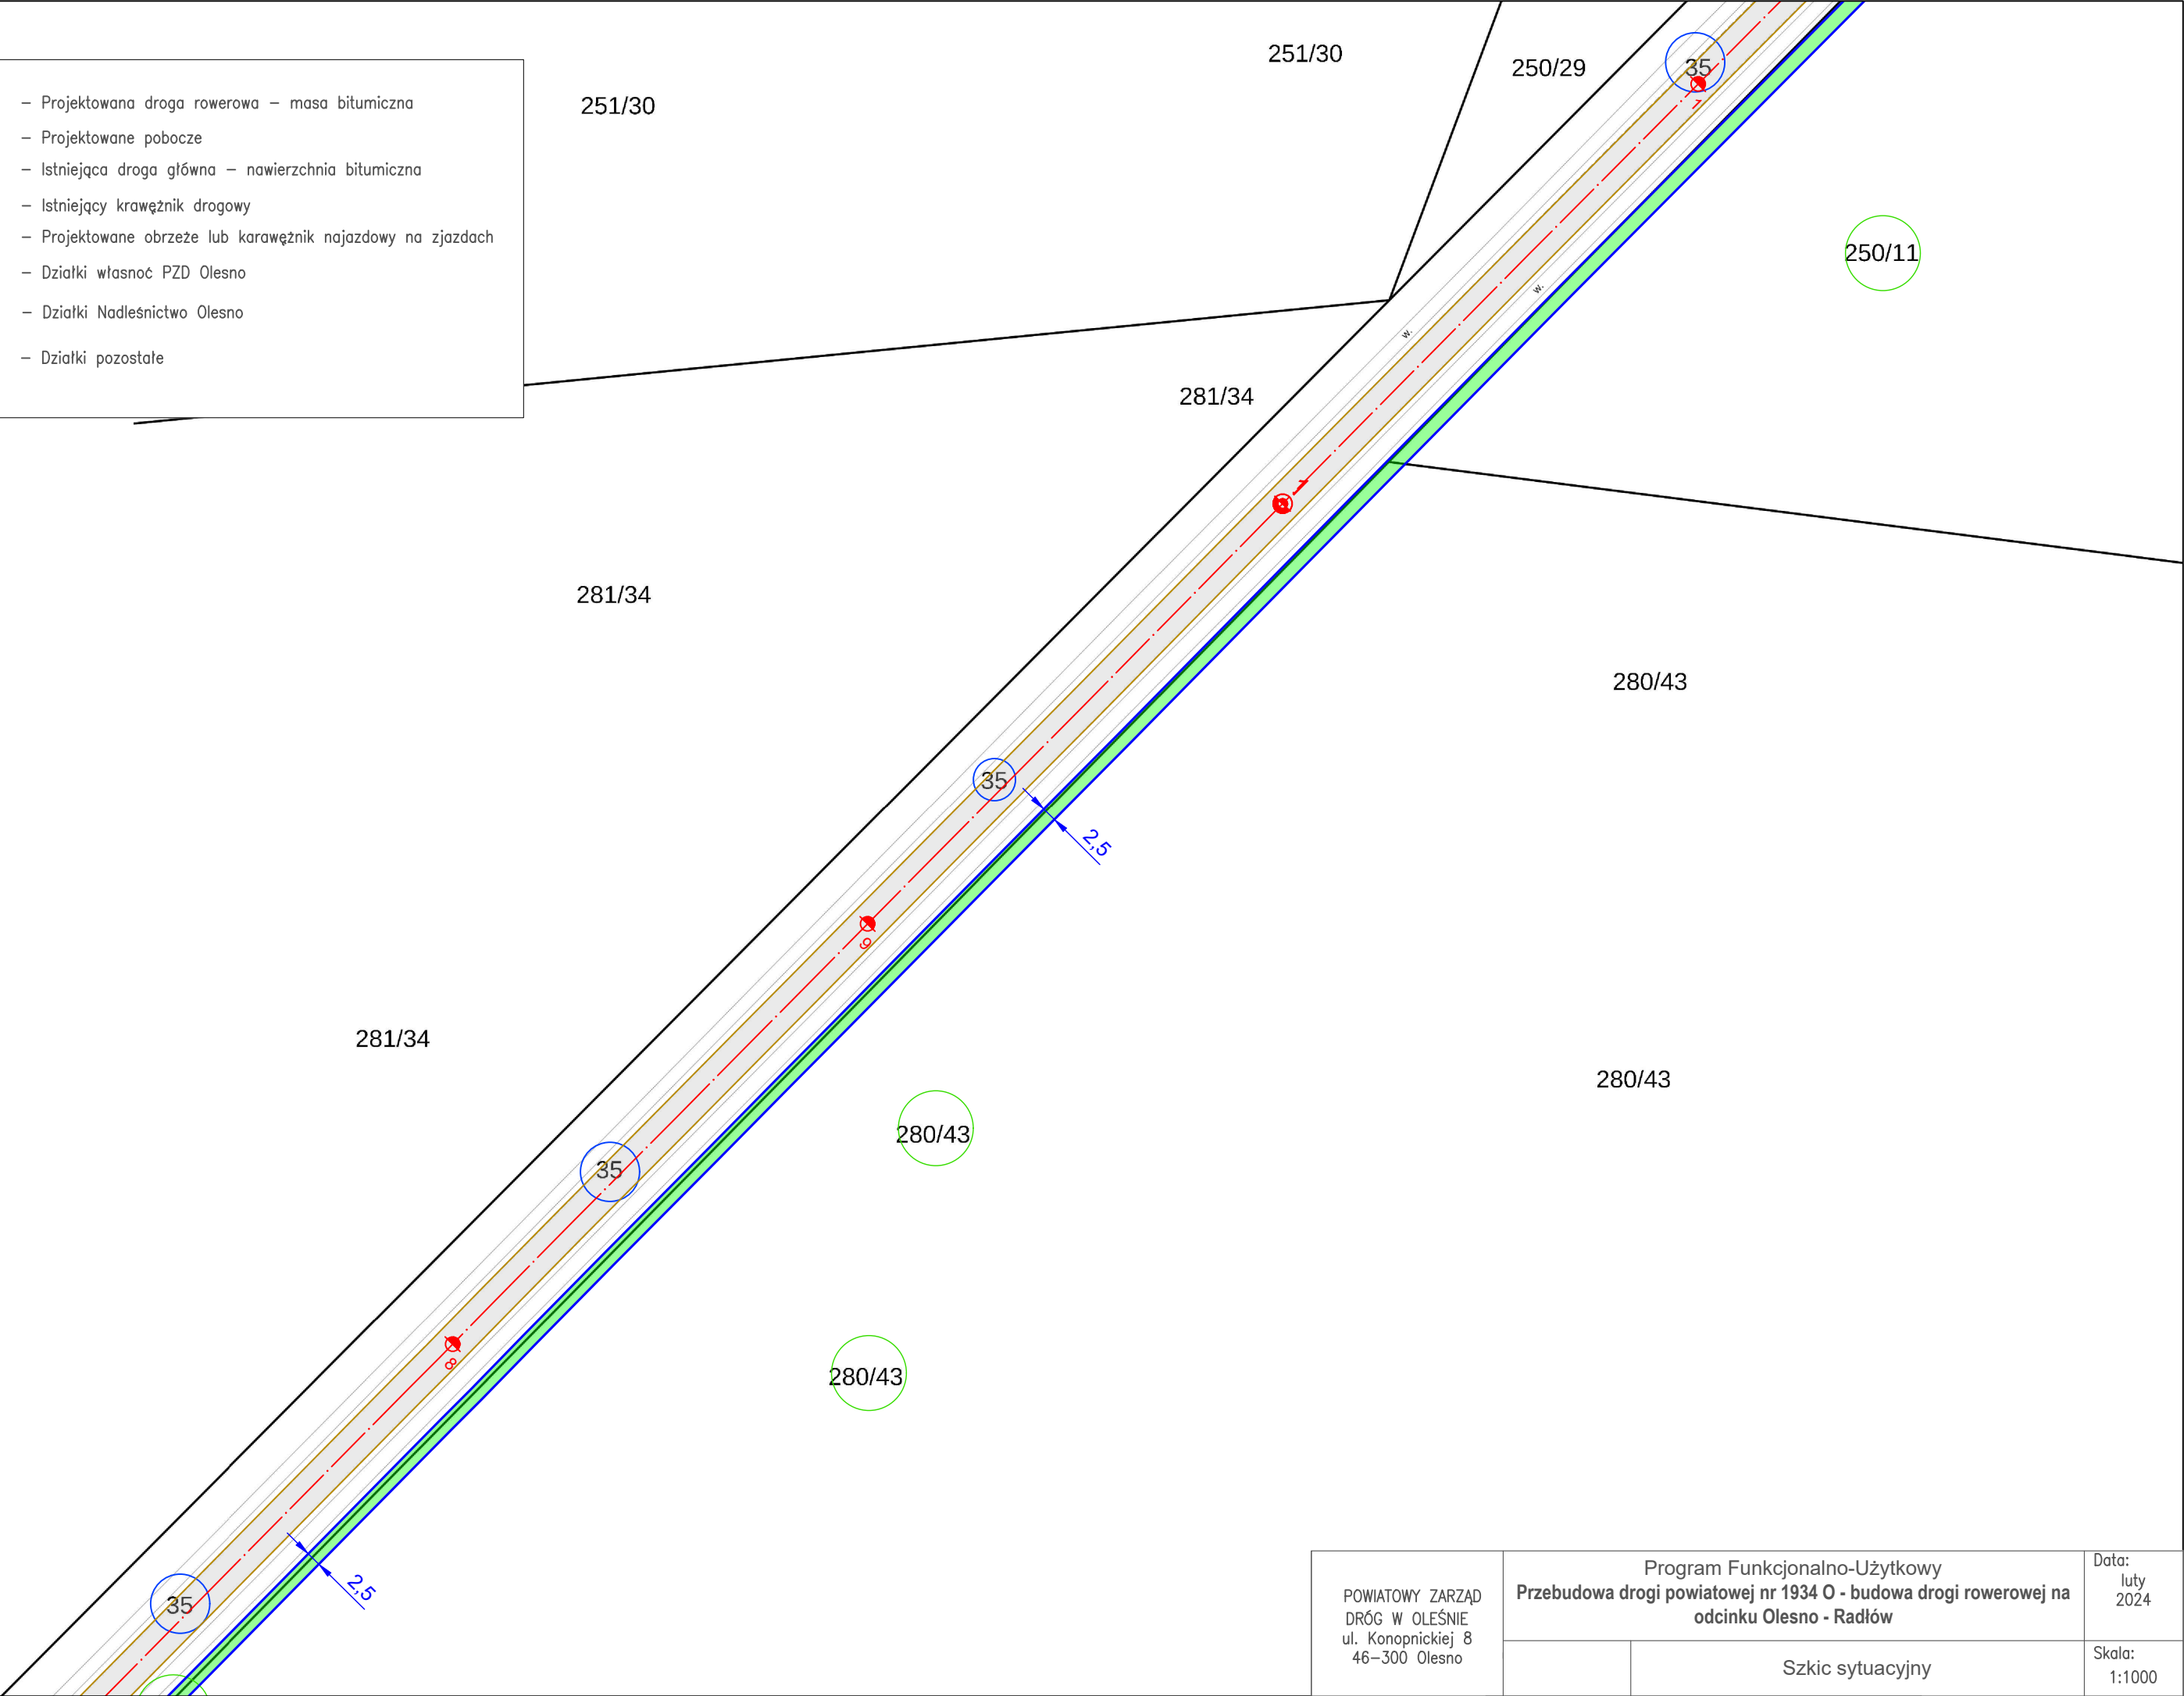 – Projektowana droga rowerowa – masa bitumiczna
– Projektowane pobocze
– Istniejąca droga główna – nawierzchnia bitumiczna
– Istniejący krawężnik drogowy
– Projektowane obrzeże lub karawężnik najazdowy na zjazdach
– Działki własnoć PZD Olesno
– Działki Nadleśnictwo Olesno
– Działki pozostałe
251/30
251/30
250/29
35
1
250/11
w.
w.
281/34
1
281/34
280/43
35
2,5
9
281/34
280/43
280/43
35
8
280/43
2,5
35
POWIATOWY ZARZĄD
DRÓG W OLEŚNIE
ul. Konopnickiej 8
46–300 Olesno
Program Funkcjonalno-Użytkowy
Przebudowa drogi powiatowej nr 1934 O - budowa drogi rowerowej na
odcinku Olesno - Radłów
Szkic sytuacyjny
Data:
luty
2024
Skala:
1:1000